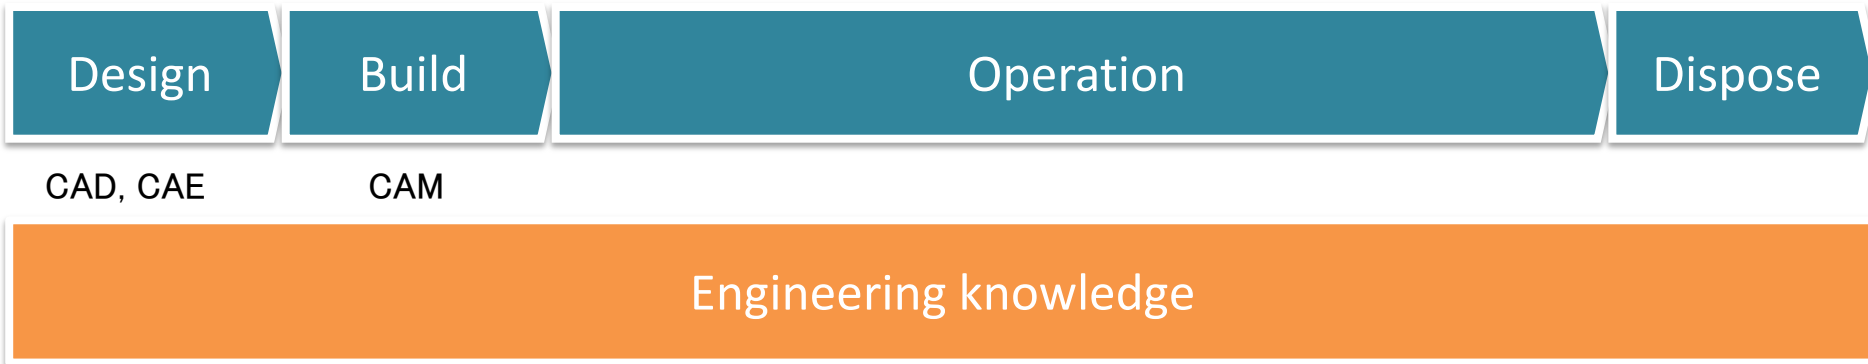 Design
Build
Operation
Dispose
CAD, CAE
CAM
Engineering knowledge